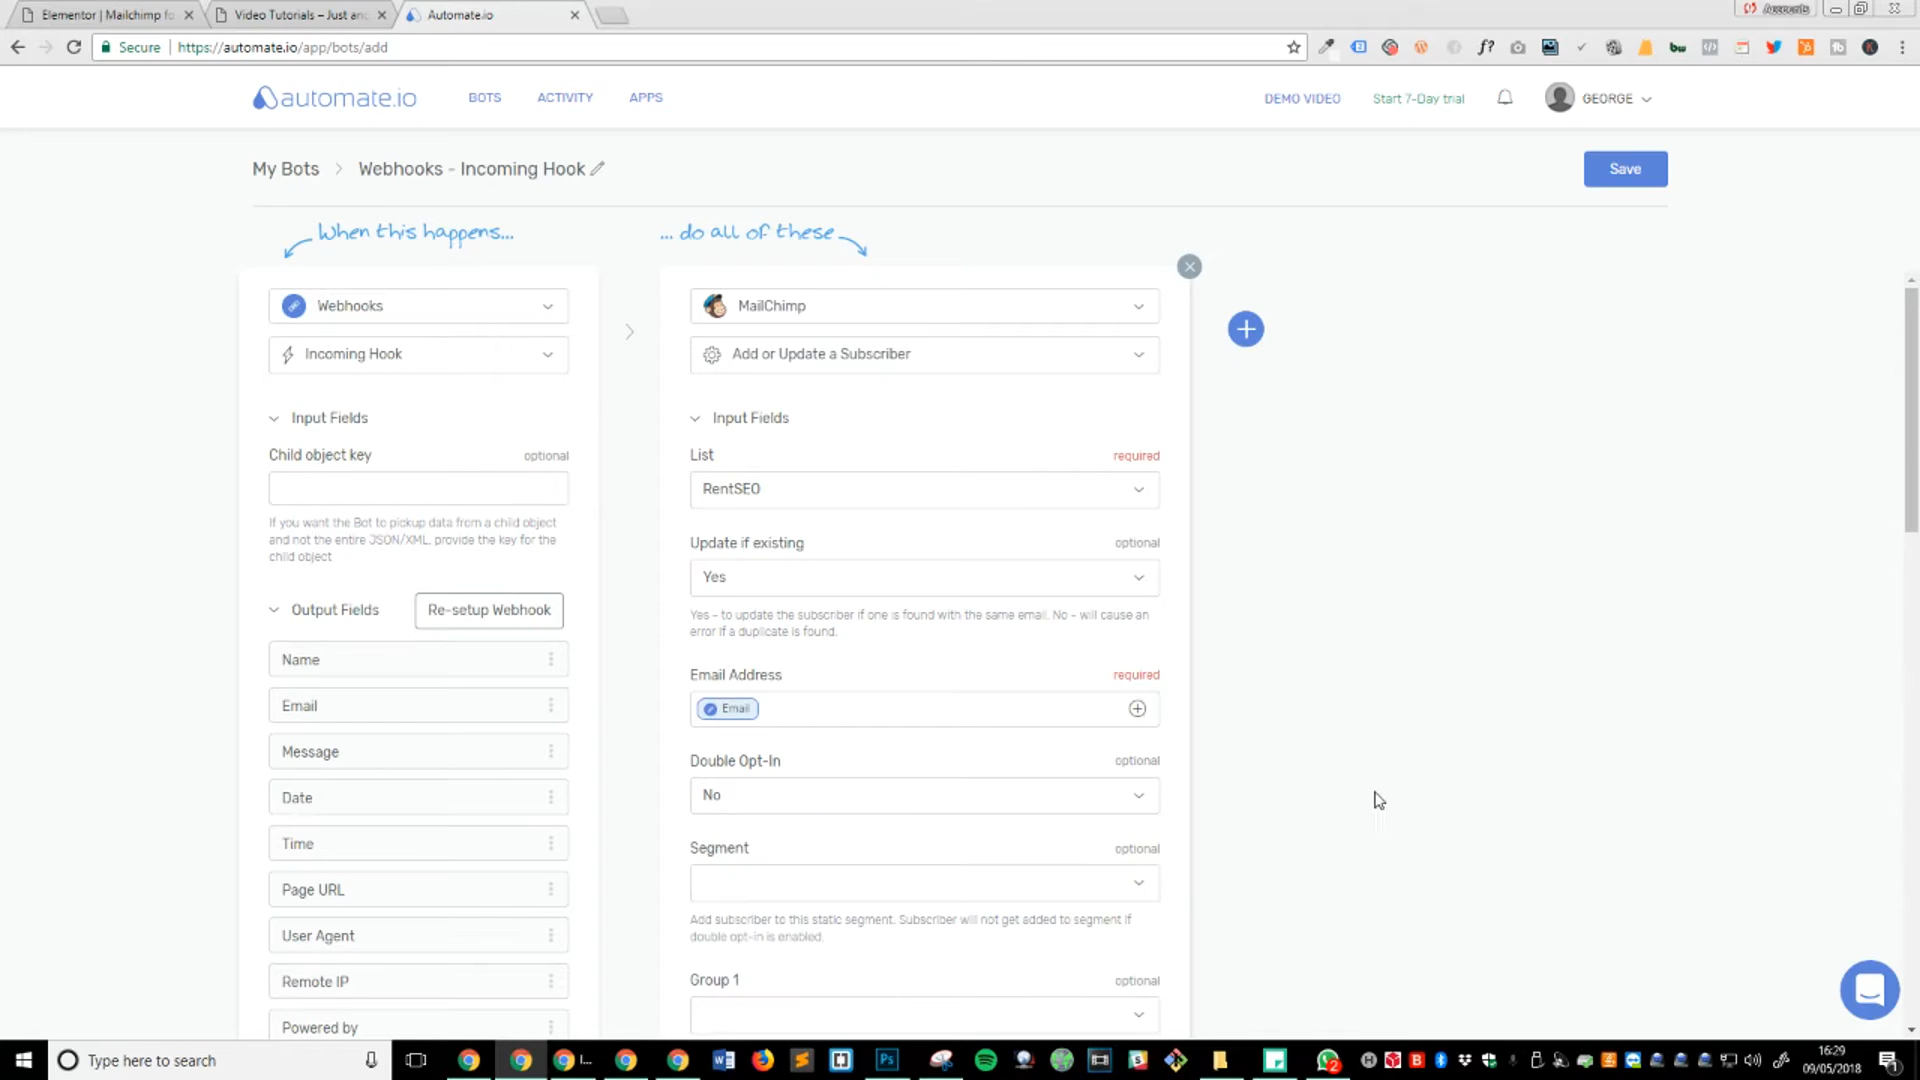 Elementor | Mailchimp fo
Video Tutorials – Just an
Automate.io
Accounts
Secure
https://automate.io/app/bots/add
automate.io
BOTS
ACTIVITY
APPS
DEMO VIDEO
Start 7-Day trial
GEORGE
My Bots
Webhooks - Incoming Hook
Save
When this happens...
... do all of these
Webhooks
Incoming Hook
Input Fields
Child object key
optional
If you want the Bot to pickup data from a child object
and not the entire JSON/XML, provide the key for the
child object
Output Fields
Re-setup Webhook
Name
Email
Message
Date
Time
Page URL
User Agent
Remote IP
Powered by
MailChimp
Add or Update a Subscriber
Input Fields
List
required
RentSEO
Update if existing
optional
Yes
Yes - to update the subscriber if one is found with the same email. No - will cause an
error if a duplicate is found.
Email Address
required
Email
Double Opt-In
optional
No
Segment
optional
Add subscriber to this static segment. Subscriber will not get added to segment if
double opt-in is enabled.
Group 1
optional
Type here to search
16:29
09/05/2018